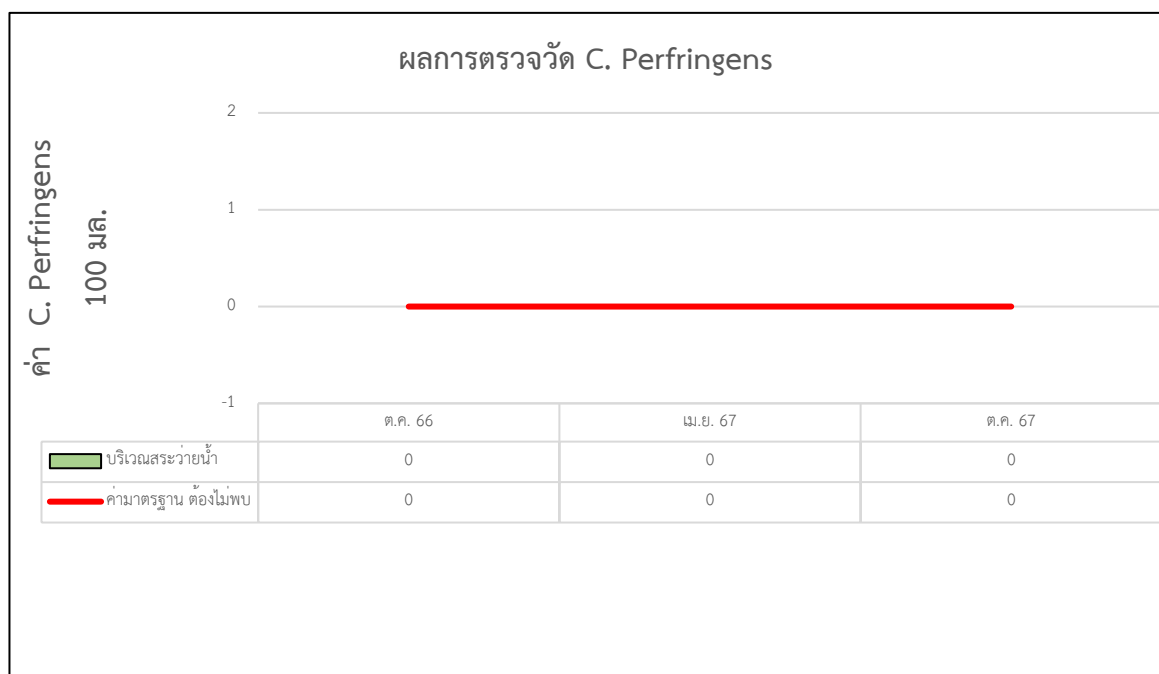 ผลการตรวจวัด C. Perfringens
ค่า C. Perfringens
100 มล.
2
1
0
-1
ต.ค. 66 เม.ย. 67 ต.ค. 67
บริเวณสระว่ายน้ำ 0 0 0
ค่ามาตรฐาน ต้องไม่พบ 0 0 0